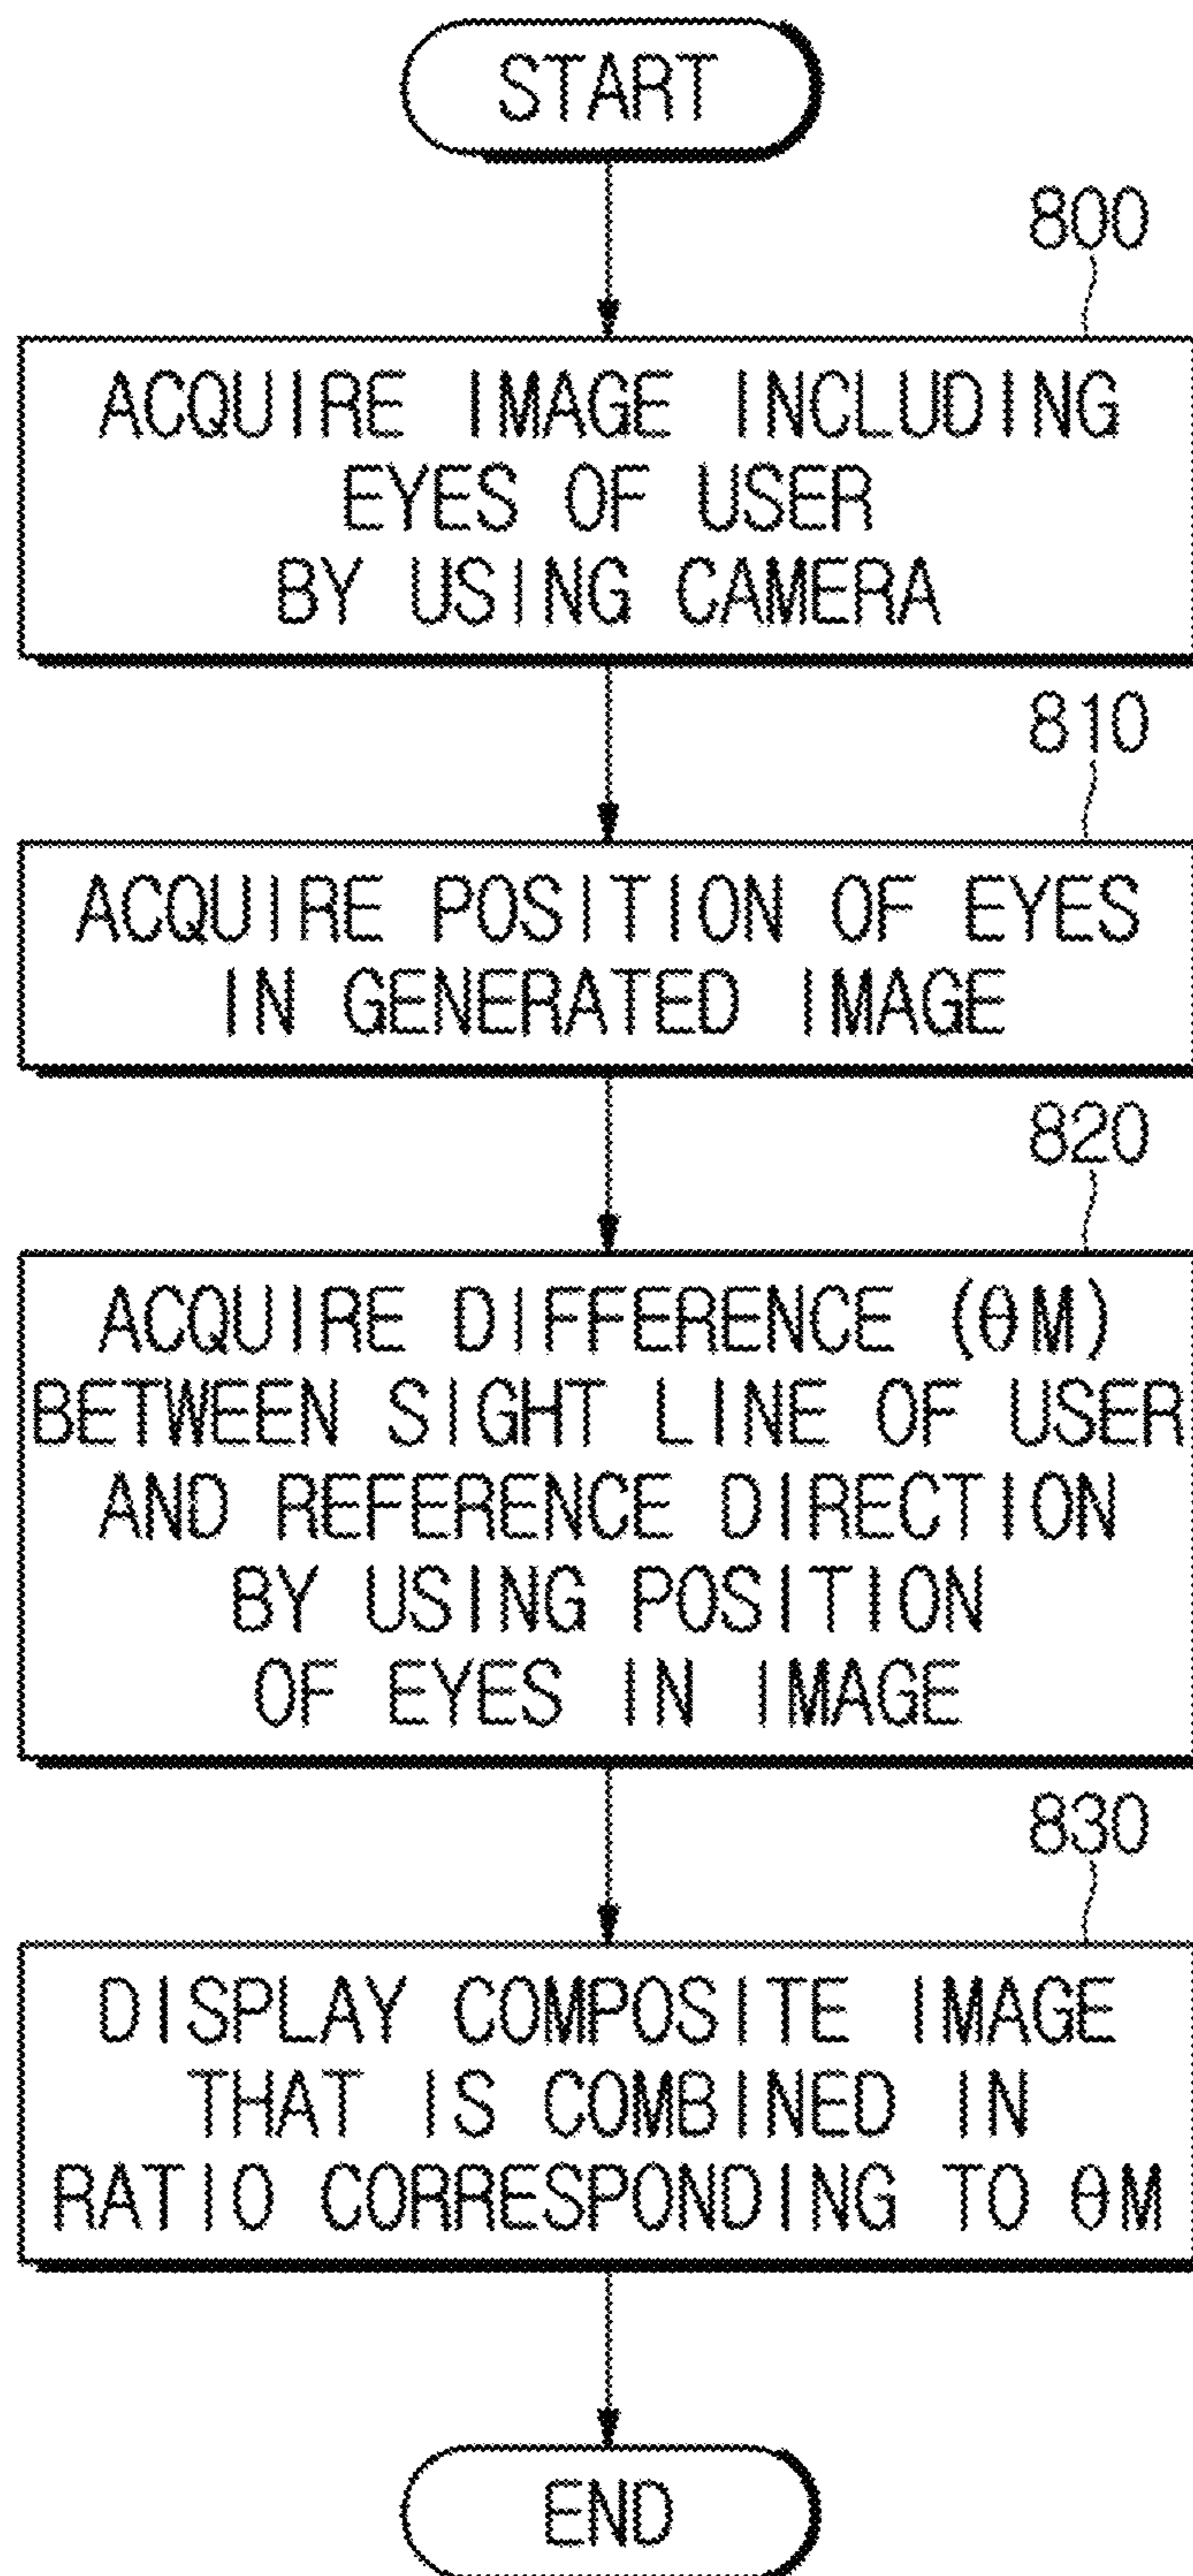 START
800
ACQUIRE IMAGE INCLUDING
EYES OF USER
BY USING CAMERA
810
ACQUIRE POSITION OF EYES
IN GENERATED IMAGE
820
ACQUIRE DIFFERENCE (θM)
BETWEEN SIGHT LINE OF USER
AND REFERENCE DIRECTION
BY USING POSITION
OF EYES IN IMAGE
830
DISPLAY COMPOSITE IMAGE
THAT IS COMBINED IN
RATIO CORRESPONDING TO θM
END